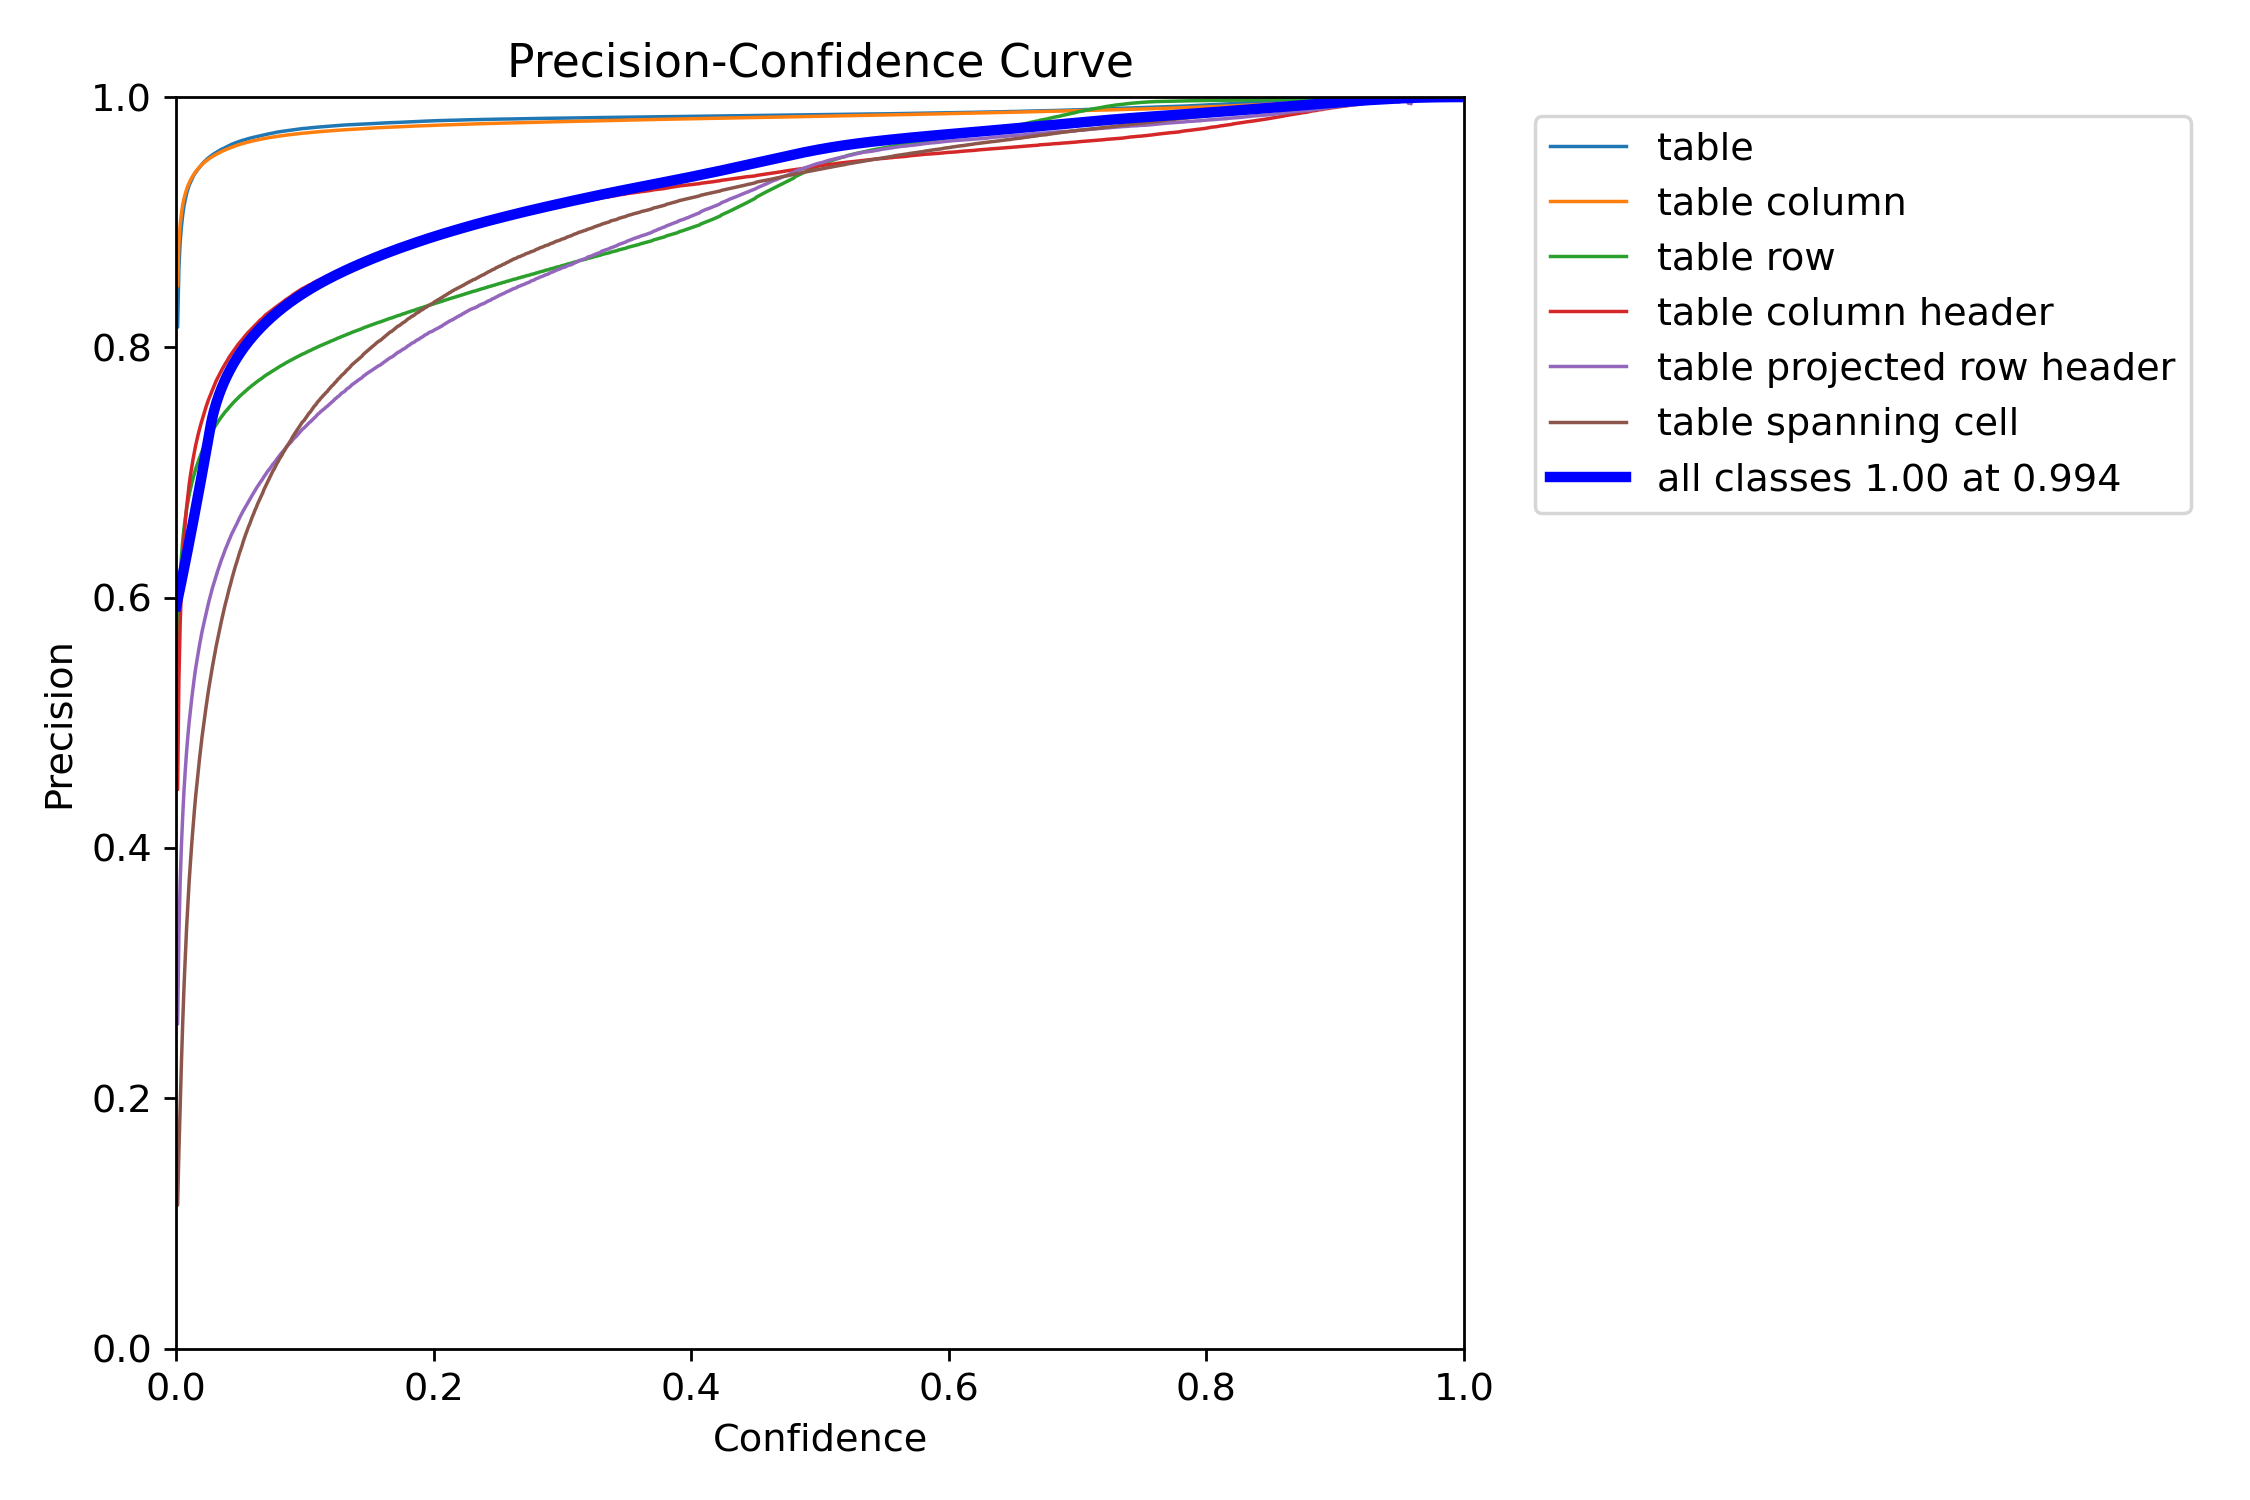 Precision-Confidence Curve
1.0
0.8
0.6
0.4
0.2
0.0
Precision
0.0 0.2 0.4 0.6 0.8 1.0
Confidence
table
table column
table row
table column header
table projected row header
table spanning cell
all classes 1.00 at 0.994